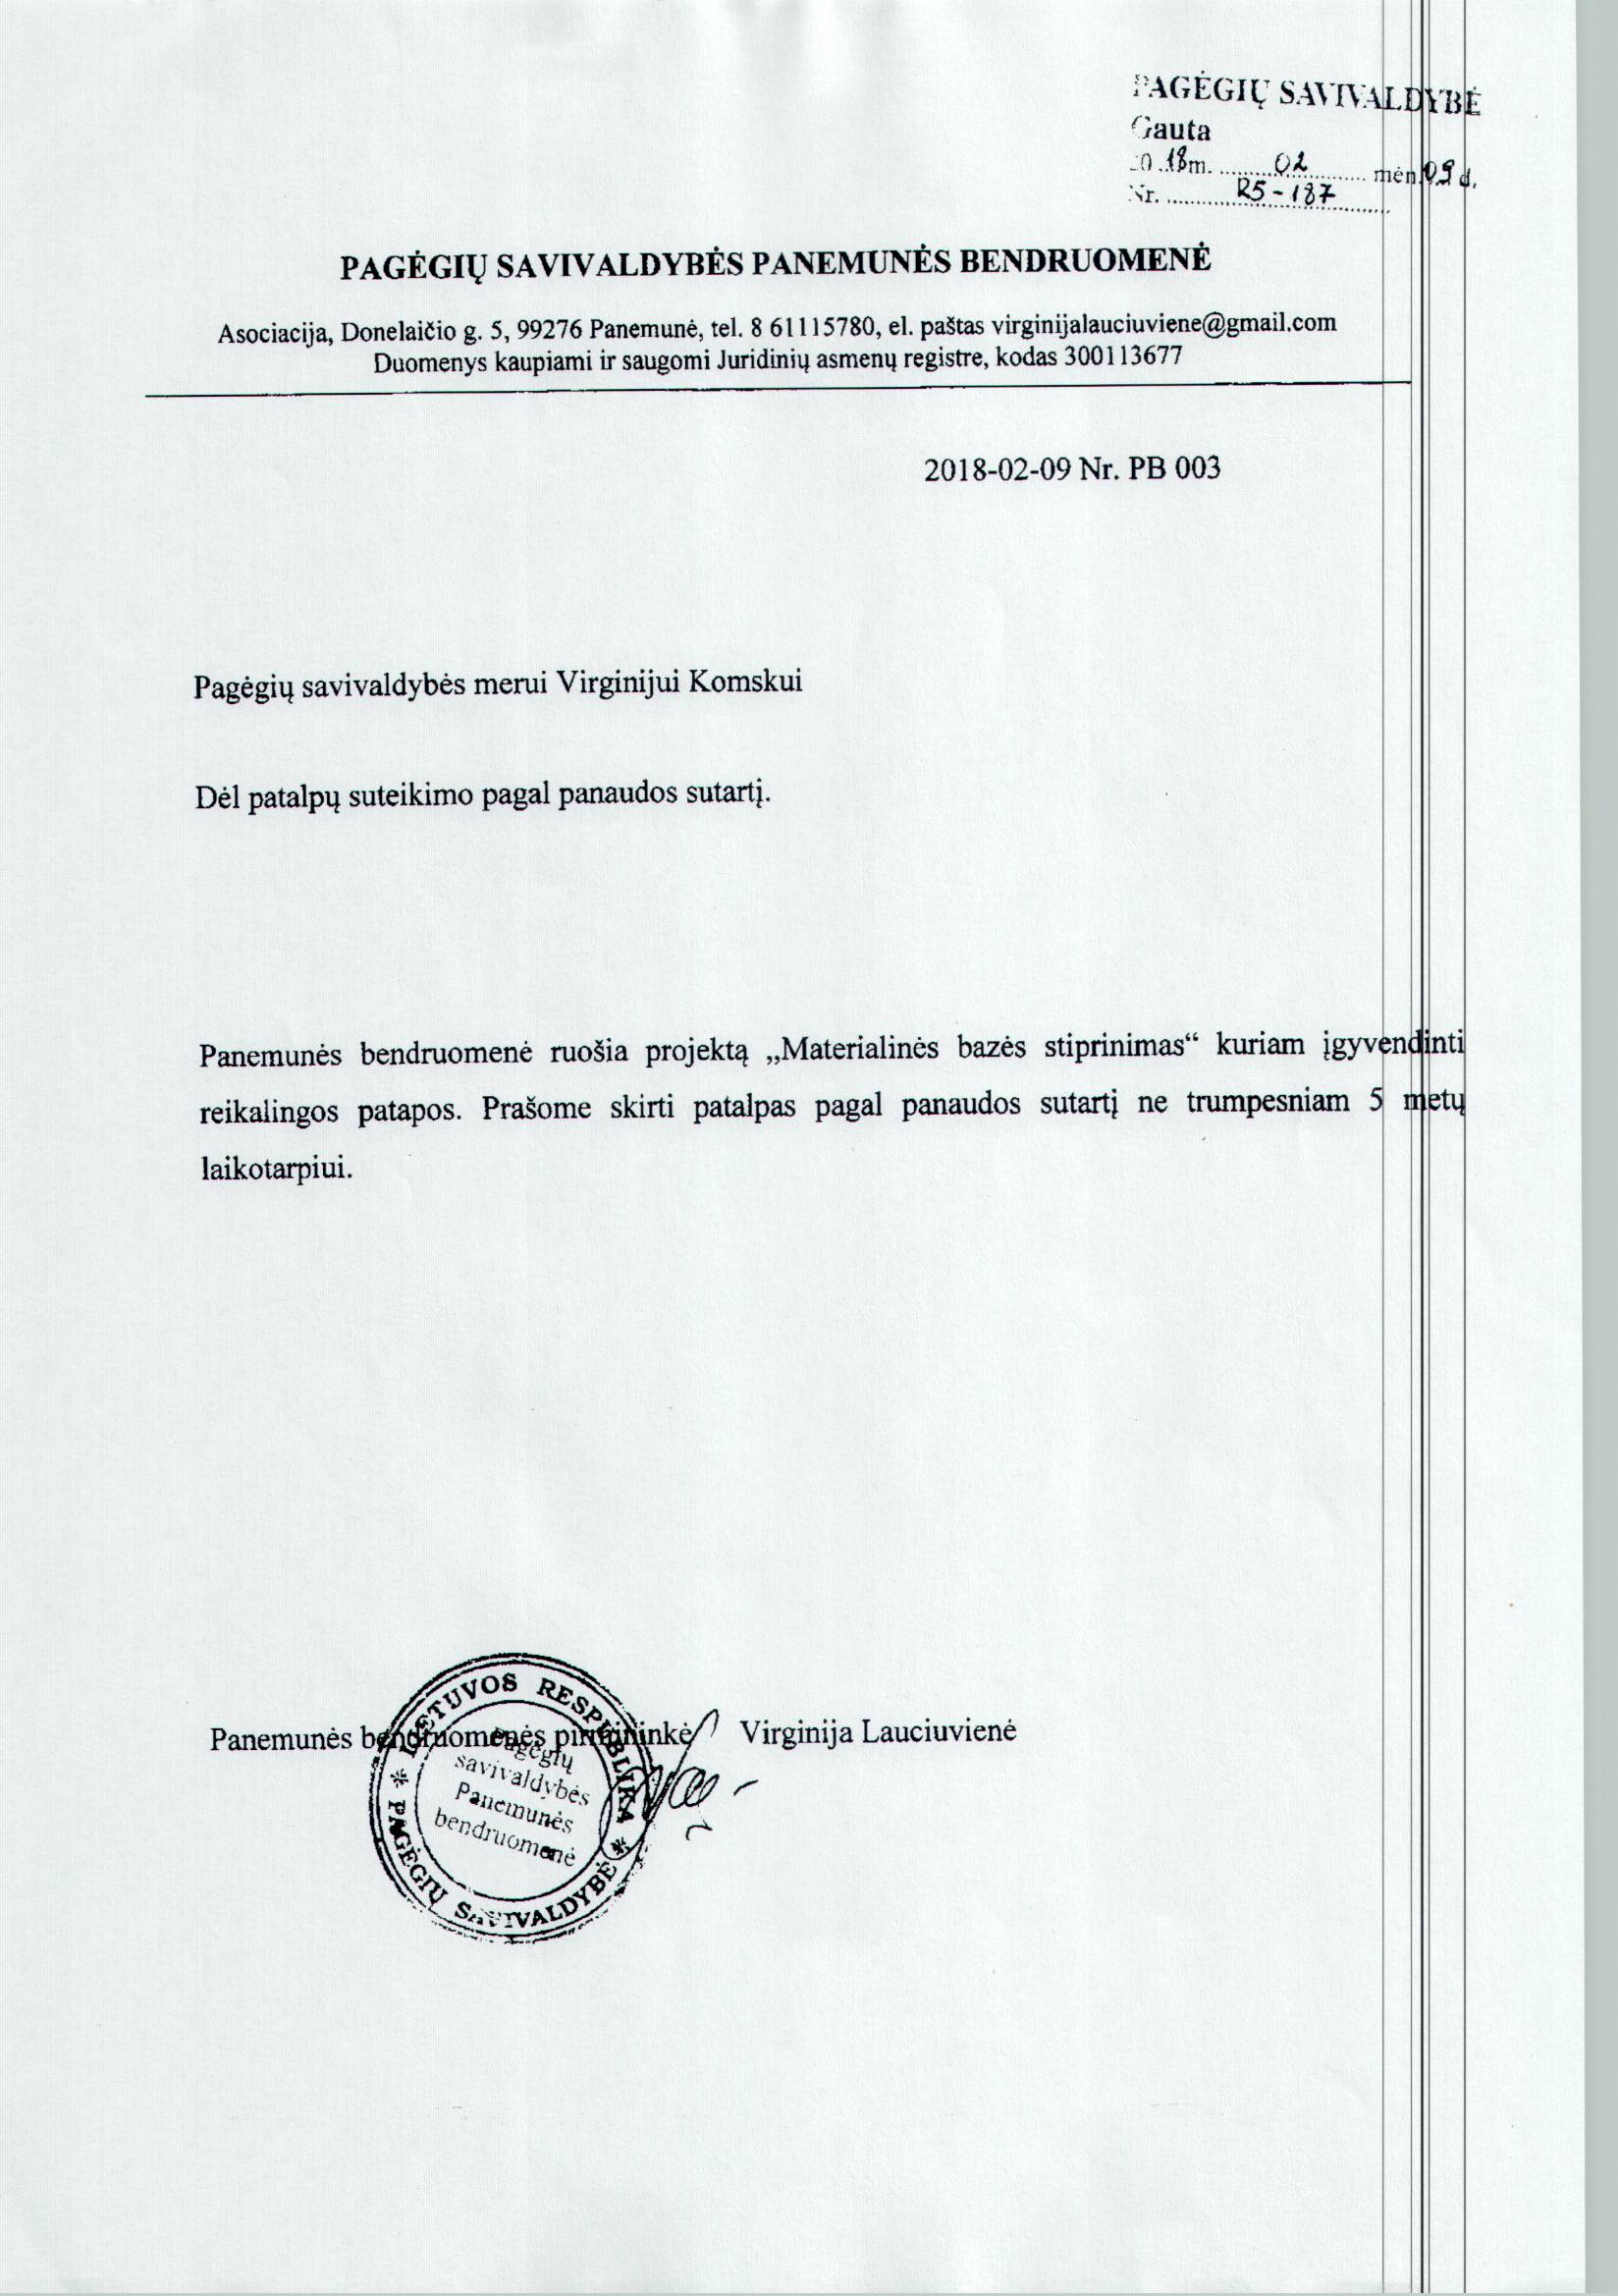 PAGĖGIŲ SAVIVALDYBĖ
Gauta
20 18 m. 02 mėn. 09 d.
Nr. R5-187
PAGĖGIŲ SAVIVALDYBĖS PANEMUNĖS BENDRUOMENĖ
Asociacija, Donelaičio g. 5, 99276 Panemunė, tel. 8 61115780, el. paštas virginijalauciuviene@gmail.com
Duomenys kaupiami ir saugomi Juridinių asmenų registre, kodas 300113677
2018-02-09 Nr. PB 003
Pagėgių savivaldybės merui Virginijui Komskui
Dėl patalpų suteikimo pagal panaudos sutartį.
Panemunės bendruomenė ruošia projektą „Materialinės bazės stiprinimas“ kuriam įgyvendinti
reikalingos patapos. Prašome skirti patalpas pagal panaudos sutartį ne trumpesniam 5 metų
laikotarpiui.
Panemunės bendruomenės pirmininkė Virginija Lauciuvienė
LIETUVOS RESPUBLIKA
PAGĖGIŲ SAVIVALDYBĖ
Pagėgių
savivaldybės
Panemunės
bendruomenė